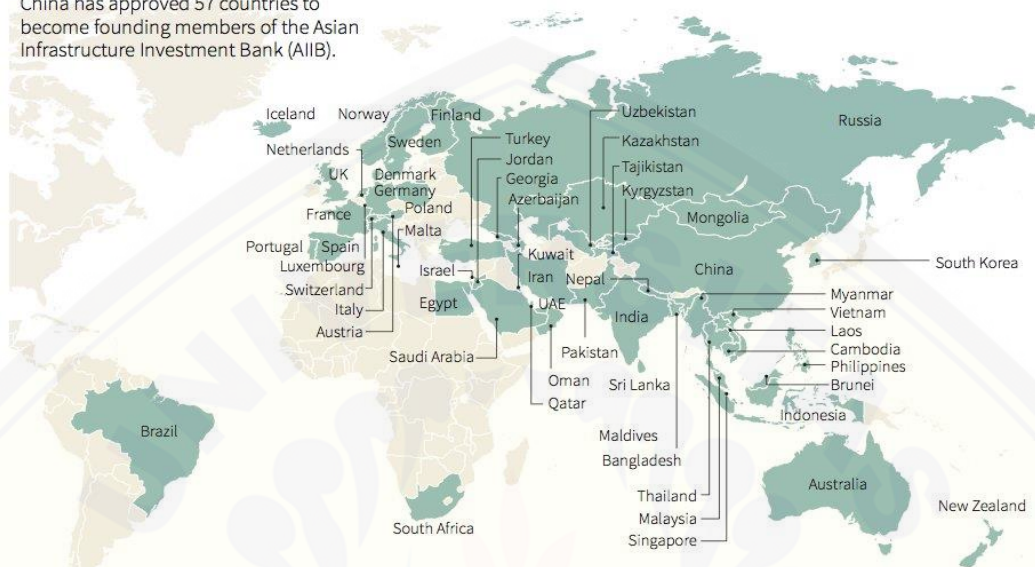 China has approved 57 countries to
become founding members of the Asian
Infrastructure Investment Bank (AIIB).
Iceland
Norway
Finland
Netherlands
Sweden
UK
Denmark
Germany
France
Poland
Malta
Portugal
Spain
Luxembourg
Switzerland
Italy
Austria
Turkey
Jordan
Georgia
Azerbaijan
Uzbekistan
Kazakhstan
Tajikistan
Kyrgyzstan
Russia
Mongolia
China
South Korea
Kuwait
Iran
Nepal
Israel
Egypt
UAE
India
Saudi Arabia
Pakistan
Oman
Qatar
Sri Lanka
Myanmar
Vietnam
Laos
Cambodia
Philippines
Brunei
Indonesia
Maldives
Bangladesh
Thailand
Malaysia
Singapore
Brazil
South Africa
Australia
New Zealand